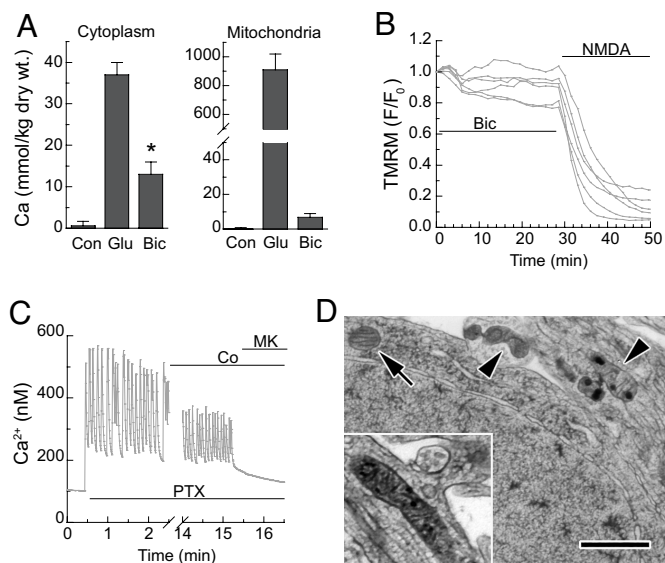 A
Cytoplasm
Mitochondria
Ca (mmol/kg dry wt.)
40
30
20
10
0
Con Glu Bic
*
1000
800
600
40
20
0
Con Glu Bic
B
NMDA
Bic
TMRM (F/F0)
1.2
1.0
0.8
0.6
0.4
0.2
0.0
0 10 20 30 40 50
Time (min)
C
MK
Co
PTX
Ca2+ (nM)
600
400
200
0
0 1 2 14 15 16
Time (min)
D